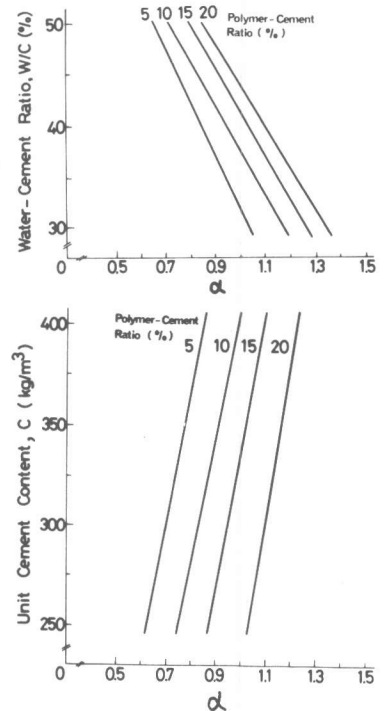 50
5 10 15 20 Polymer-Cement
Ratio (%)
40
30
0
0 0.5 0.7 0.9 1.1 1.3 1.5
α
Water-Cement Ratio, W/C (%)
400
Polymer-Cement
Ratio (%)
5 10 15 20
350
300
250
0
0 0.5 0.7 0.9 1.1 1.3 1.5
α
Unit Cement Content, C (kg/m³)